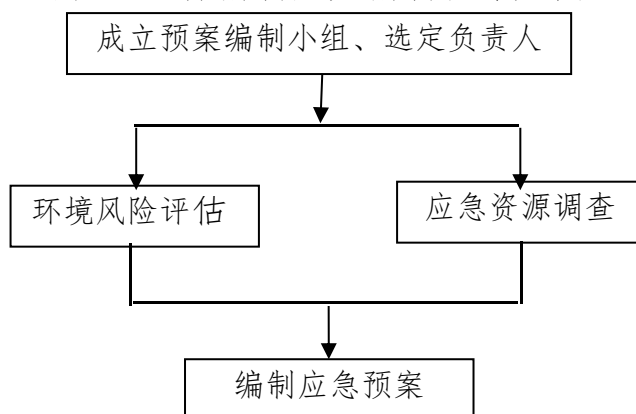 成立预案编制小组、选定负责人
环境风险评估
应急资源调查
编制应急预案